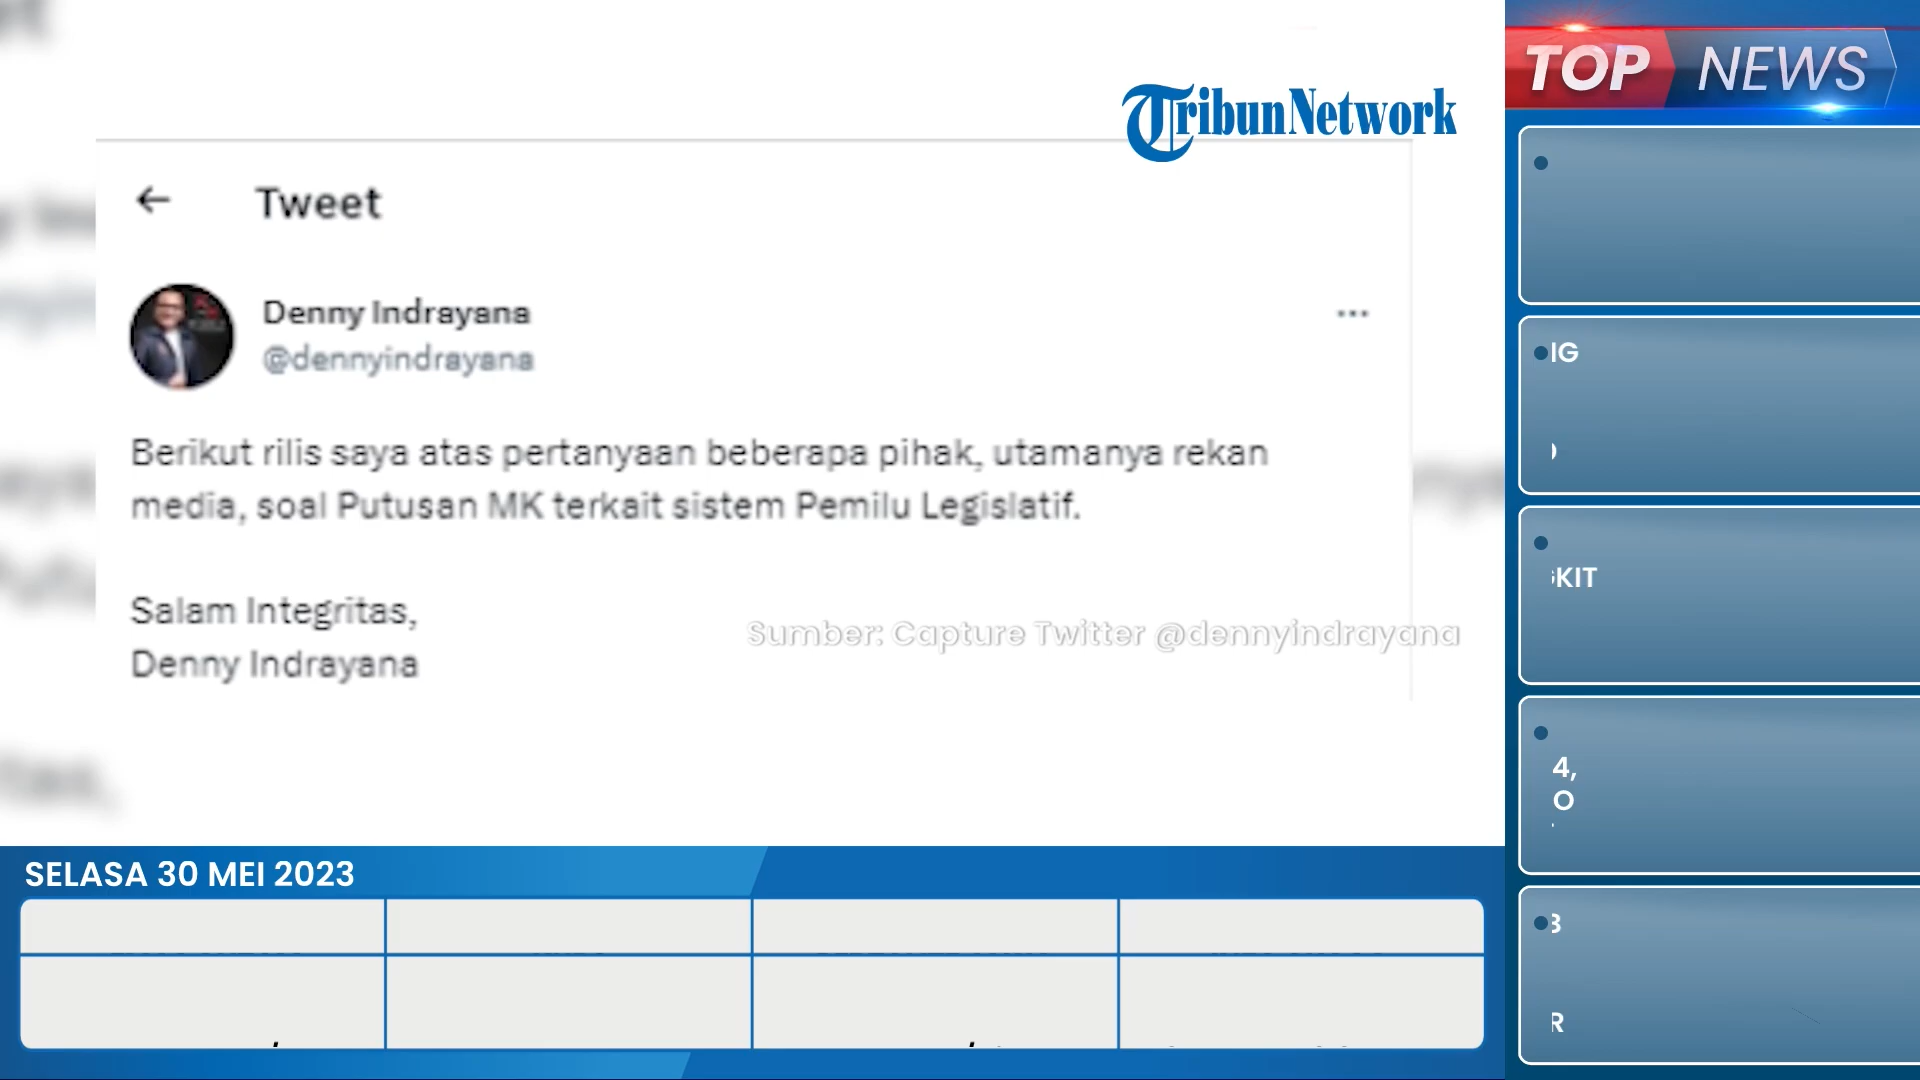 TribunNetwork
TOP NEWS
Tweet
Denny Indrayana
@dennyindrayana
Berikut rilis saya atas pertanyaan beberapa pihak, utamanya rekan
media, soal Putusan MK terkait sistem Pemilu Legislatif.
Salam Integritas,
Denny Indrayana
Sumber: Capture Twitter @dennyindrayana
SELASA 30 MEI 2023
IG
KIT
4,
O
R